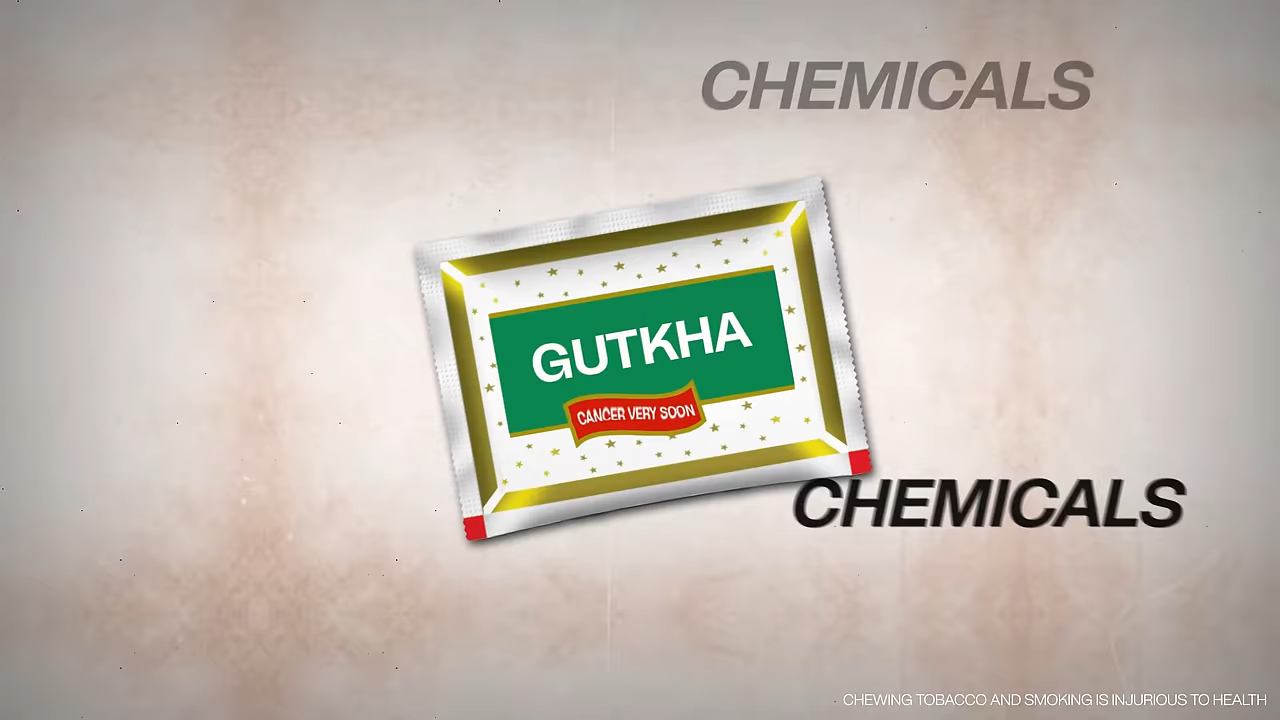 CHEMICALS
GUTKHA
CANCER VERY SOON
CHEMICALS
CHEWING TOBACCO AND SMOKING IS INJURIOUS TO HEALTH